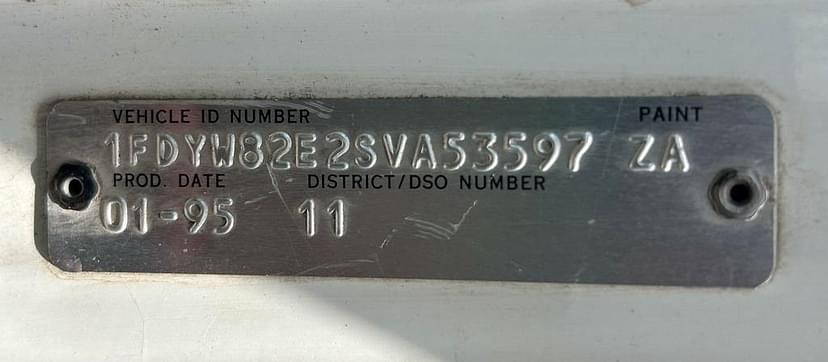 VEHICLE ID NUMBER PAINT
1FDYW82E2SVA53597 ZA
PROD. DATE DISTRICT/DSO NUMBER
01-95 11